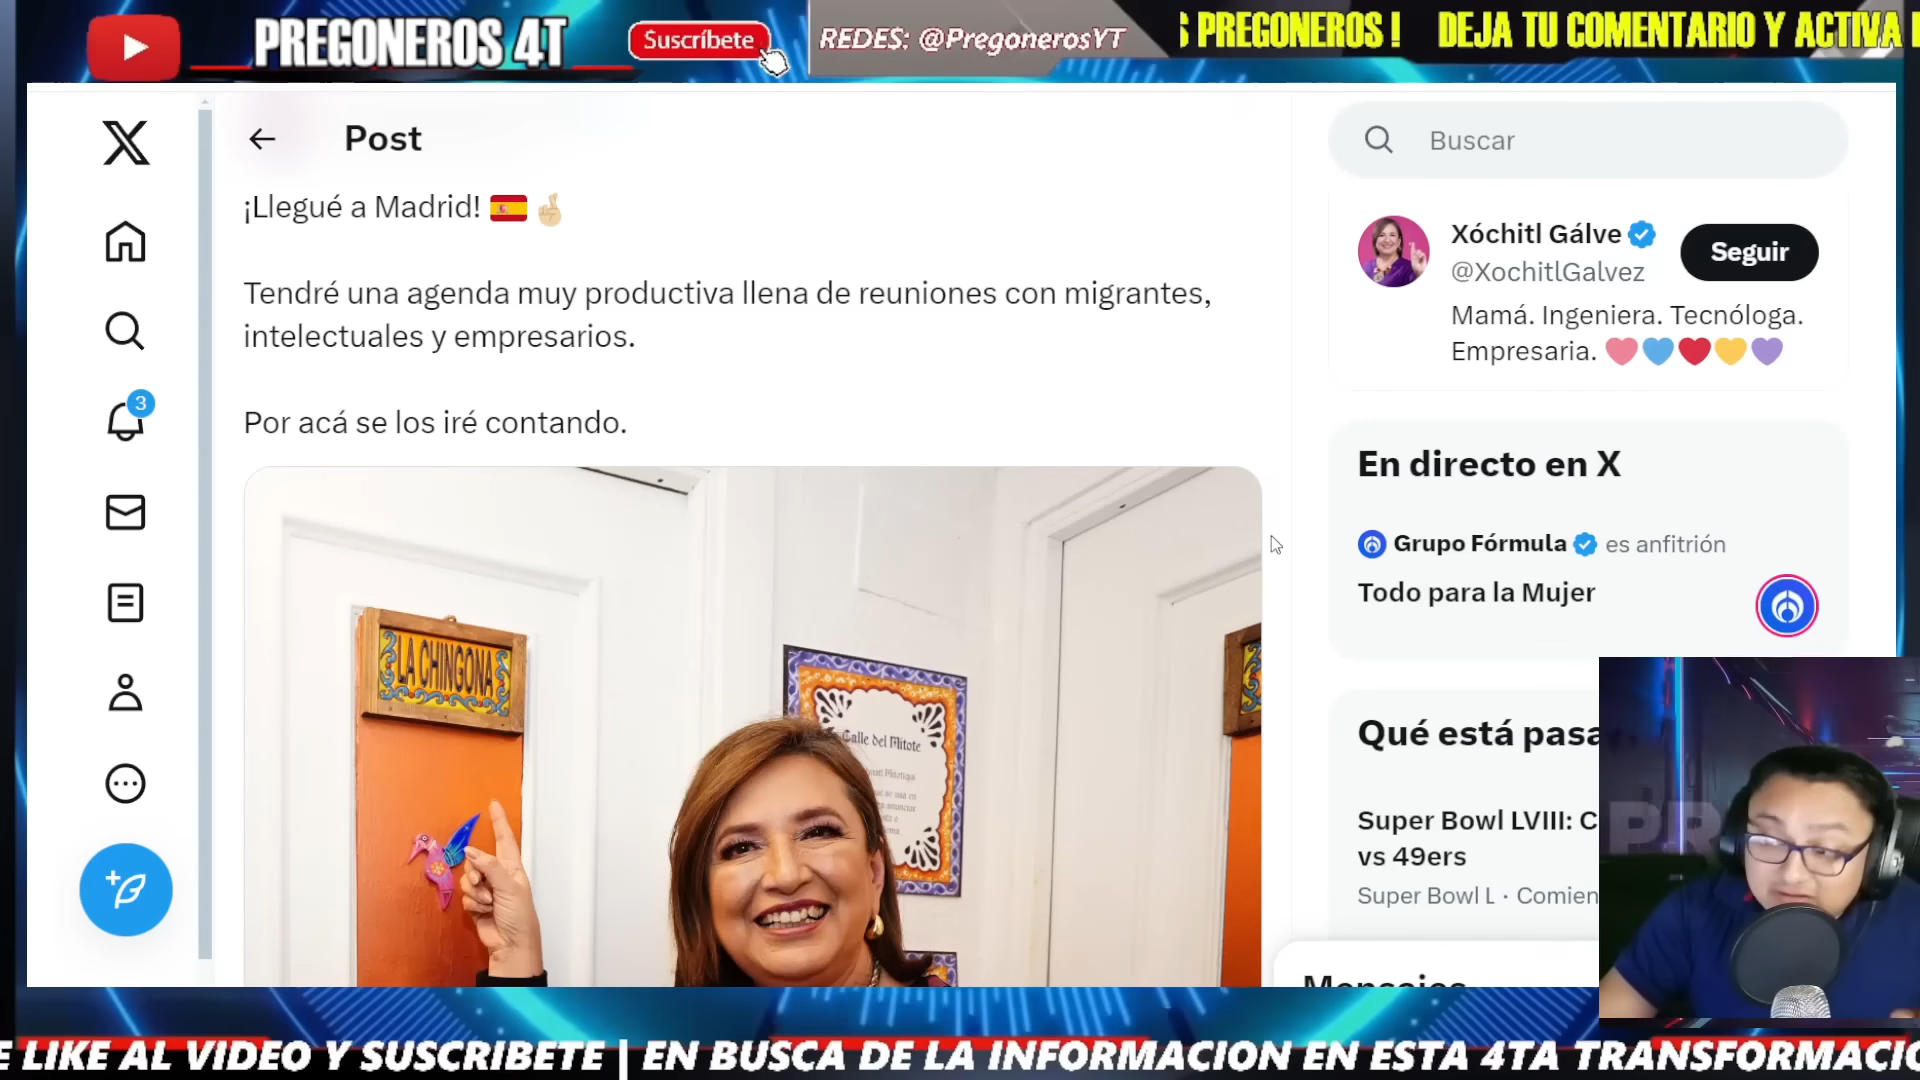 PREGONEROS 4T
Suscríbete
REDES: @PregonerosYT
PREGONEROS ! DEJA TU COMENTARIO Y ACTIVA
Post
Buscar
¡Llegué a Madrid! 🇪🇸🤞🏼
Tendré una agenda muy productiva llena de reuniones con migrantes,
intelectuales y empresarios.
Por acá se los iré contando.
3
Xóchitl Gálve
@XochitlGalvez
Seguir
Mamá. Ingeniera. Tecnóloga.
Empresaria. 🩷🩵❤️💛💜
En directo en X
Grupo Fórmula es anfitrión
Todo para la Mujer
Qué está pasa
Super Bowl LVIII: C
vs 49ers
Super Bowl L · Comien
Mensajes
LA CHINGONA
Calle del Mitote
PR
E LIKE AL VIDEO Y SUSCRIBETE | EN BUSCA DE LA INFORMACION EN ESTA 4TA TRANSFORMACIO